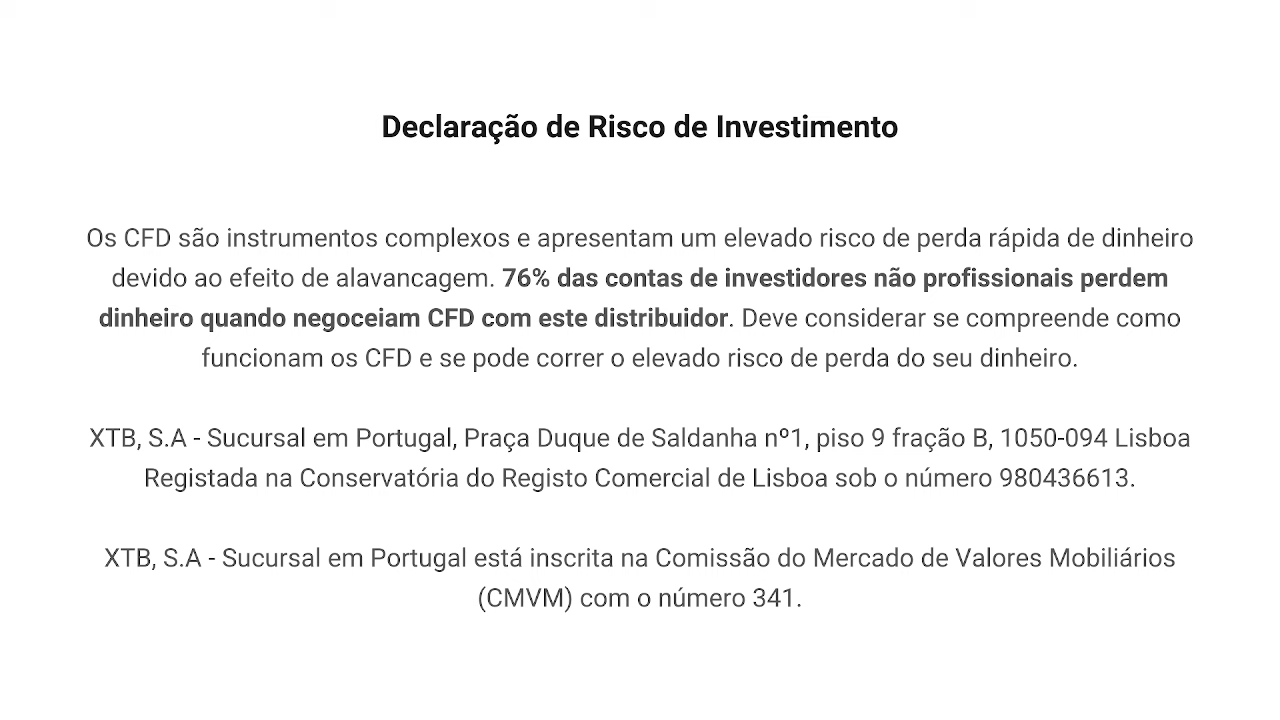 Declaração de Risco de Investimento
Os CFD são instrumentos complexos e apresentam um elevado risco de perda rápida de dinheiro
devido ao efeito de alavancagem. 76% das contas de investidores não profissionais perdem
dinheiro quando negoceiam CFD com este distribuidor. Deve considerar se compreende como
funcionam os CFD e se pode correr o elevado risco de perda do seu dinheiro.
XTB, S.A - Sucursal em Portugal, Praça Duque de Saldanha nº1, piso 9 fração B, 1050-094 Lisboa
Registada na Conservatória do Registo Comercial de Lisboa sob o número 980436613.
XTB, S.A - Sucursal em Portugal está inscrita na Comissão do Mercado de Valores Mobiliários
(CMVM) com o número 341.